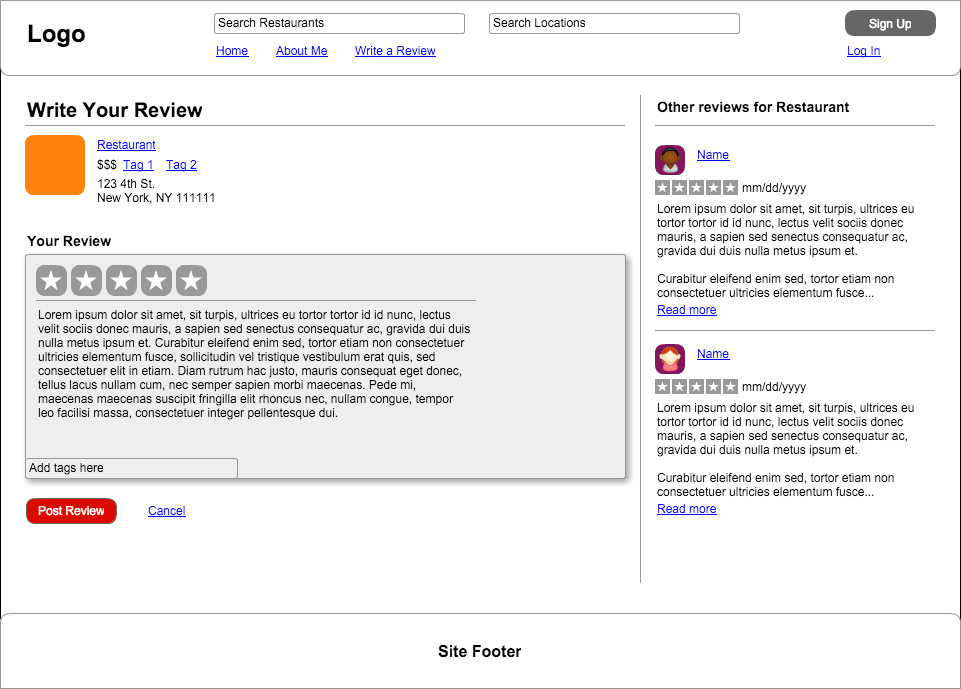 Logo
Search Restaurants
Search Locations
Sign Up
Home
About Me
Write a Review
Log In
Write Your Review
Restaurant
$$$ Tag 1 Tag 2
123 4th St.
New York, NY 111111
Your Review
Lorem ipsum dolor sit amet, sit turpis, ultrices eu tortor tortor id id nunc, lectus
velit sociis donec mauris, a sapien sed senectus consequatur ac, gravida dui duis
nulla metus ipsum et. Curabitur eleifend enim sed, tortor etiam non consectetuer
ultricies elementum fusce, sollicitudin vel tristique vestibulum erat quis, sed
consectetuer elit in etiam. Diam rutrum hac justo, mauris consequat eget donec,
tellus lacus nullam cum, nec semper sapien morbi maecenas. Pede mi,
maecenas maecenas suscipit fringilla elit rhoncus nec, nullam congue, tempor
leo facilisi massa, consectetuer integer pellentesque dui.
Add tags here
Post Review
Cancel
Other reviews for Restaurant
Name
mm/dd/yyyy
Lorem ipsum dolor sit amet, sit turpis, ultrices eu
tortor tortor id id nunc, lectus velit sociis donec
mauris, a sapien sed senectus consequatur ac,
gravida dui duis nulla metus ipsum et.
Curabitur eleifend enim sed, tortor etiam non
consectetuer ultricies elementum fusce...
Read more
Name
mm/dd/yyyy
Lorem ipsum dolor sit amet, sit turpis, ultrices eu
tortor tortor id id nunc, lectus velit sociis donec
mauris, a sapien sed senectus consequatur ac,
gravida dui duis nulla metus ipsum et.
Curabitur eleifend enim sed, tortor etiam non
consectetuer ultricies elementum fusce...
Read more
Site Footer